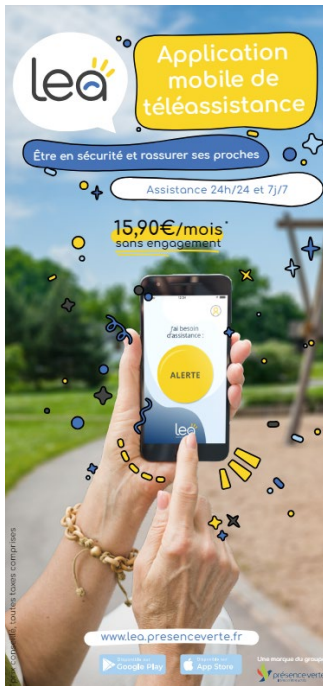 lea
Application
mobile de
téléassistance
Être en sécurité et rassurer ses proches
Assistance 24h/24 et 7j/7
15,90€/mois*
sans engagement
J'ai besoin
d'assistance :
ALERTE
lea
conseillé, toutes taxes comprises
www.lea.presenceverte.fr
Google Play
App Store
Une marque du groupe
présenceverte